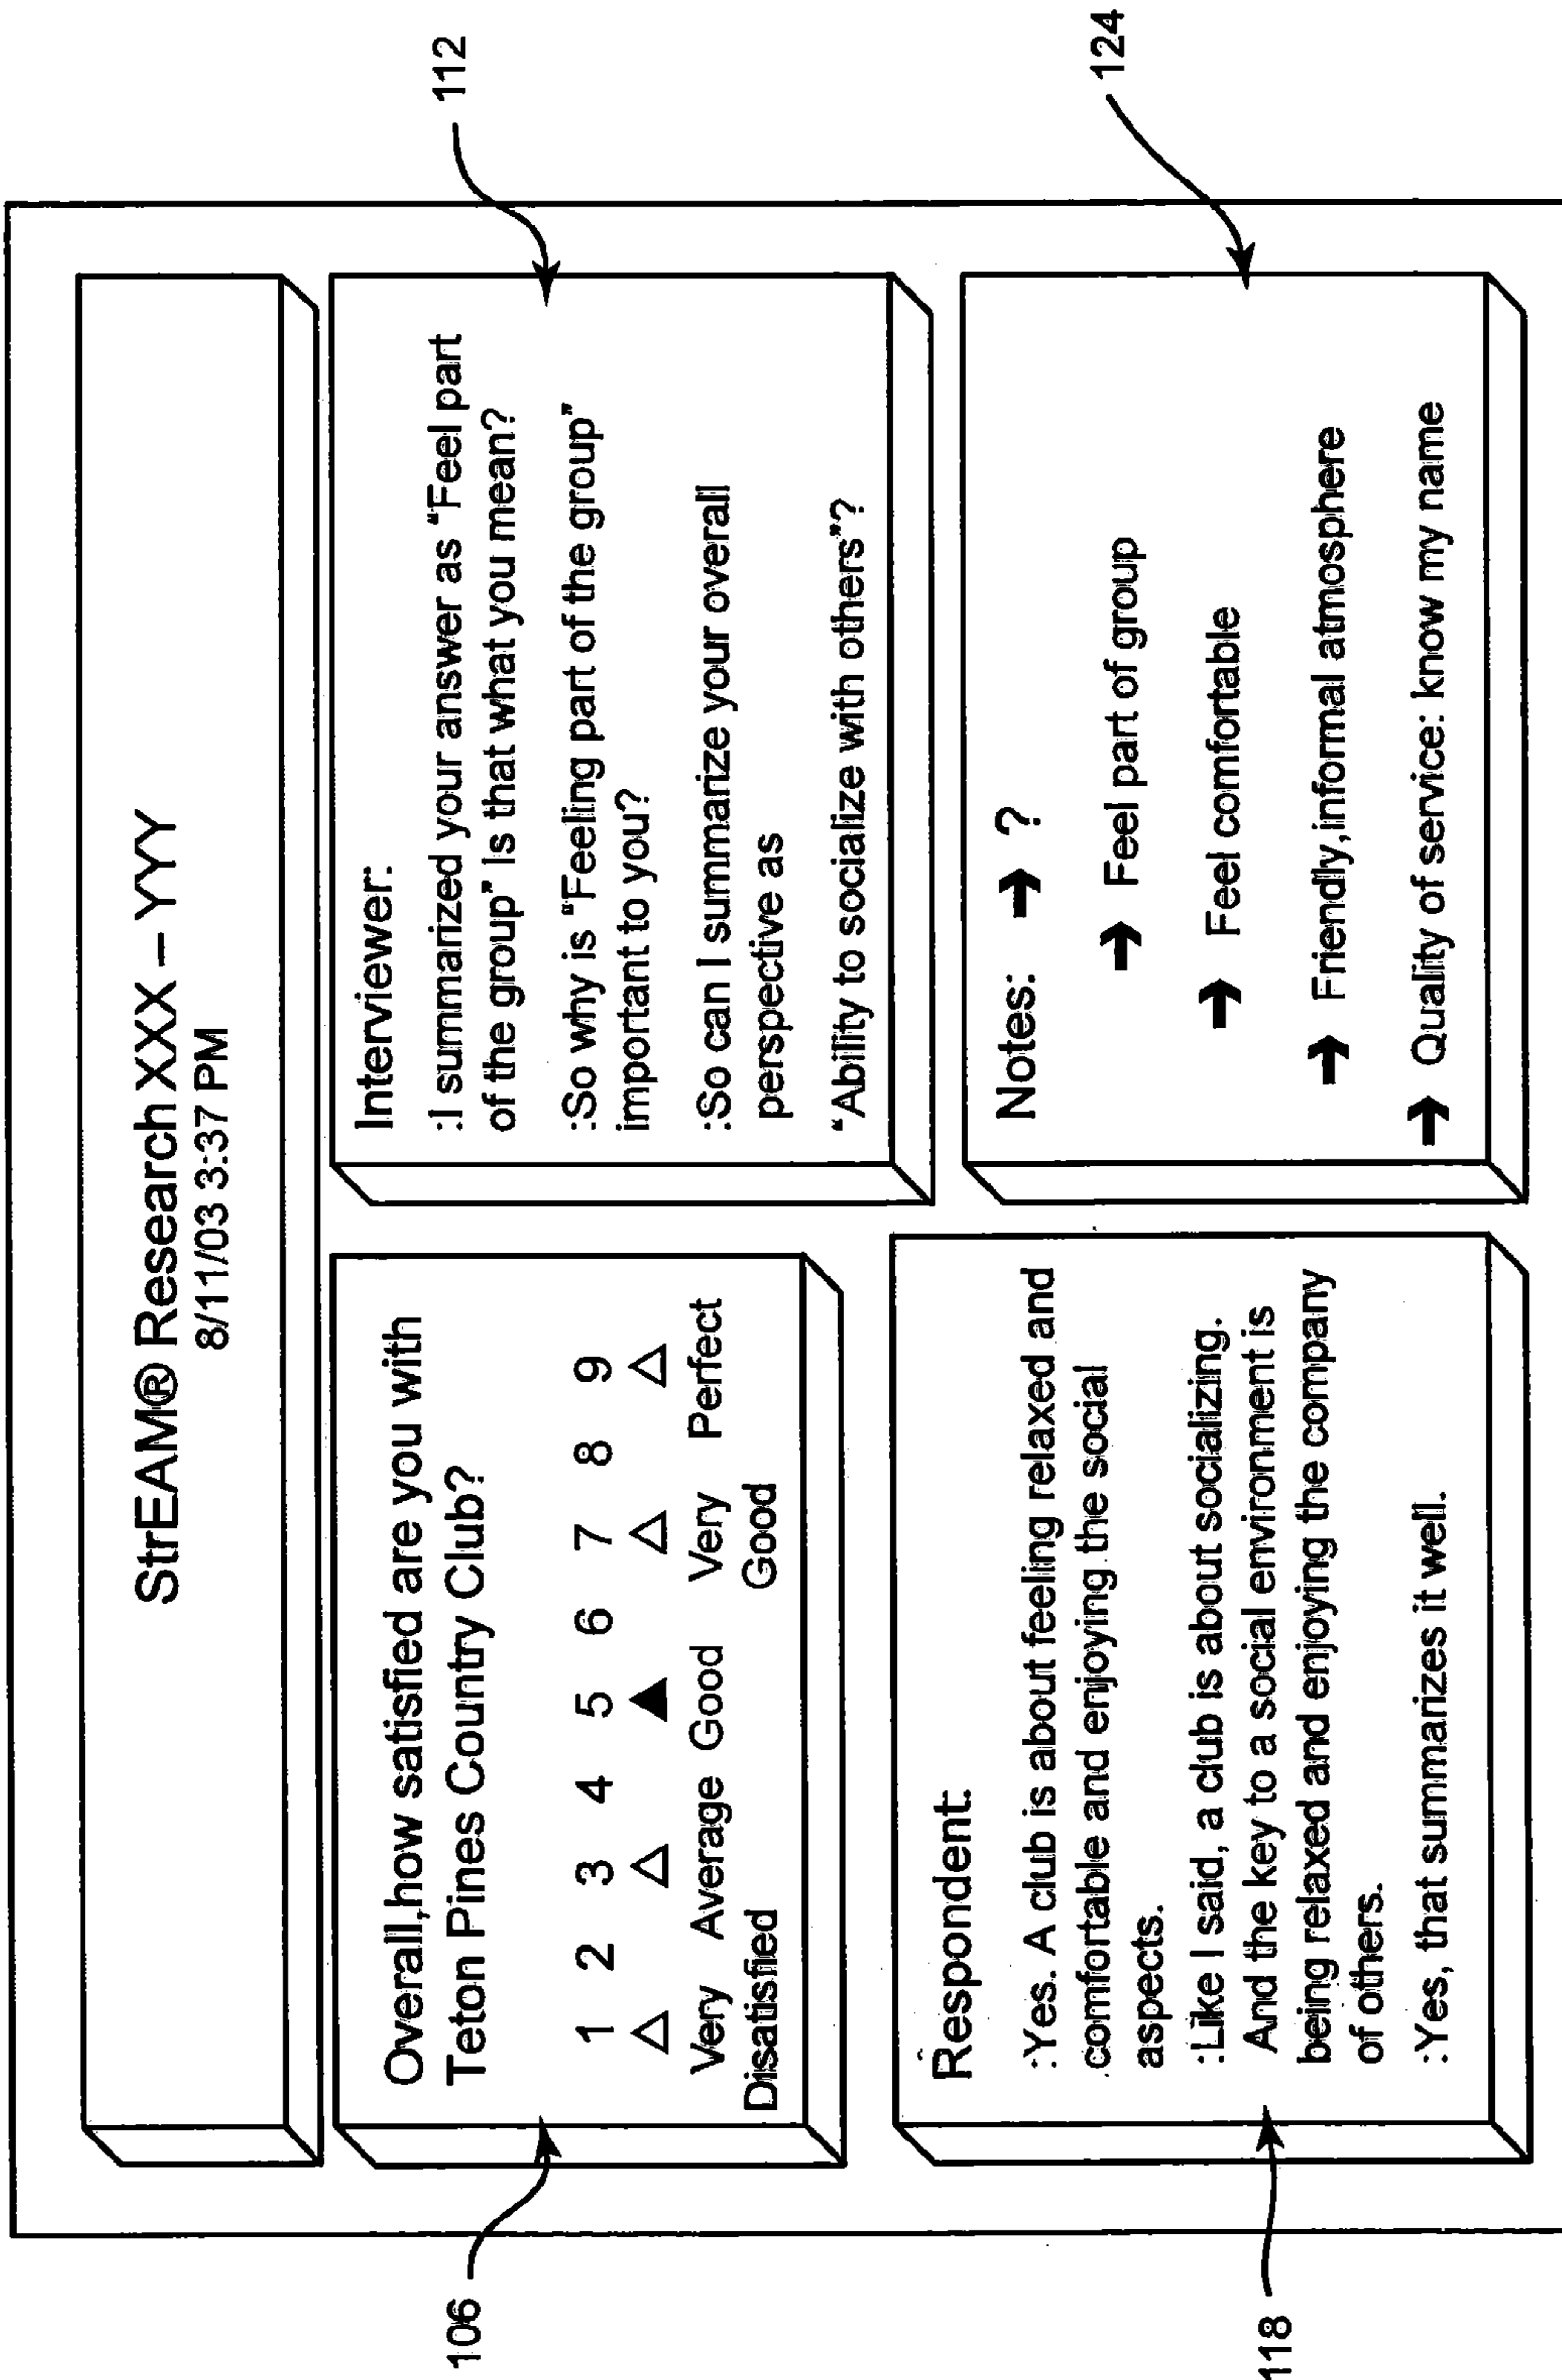 StrEAM® Research XXX – YYY
8/11/03 3:37 PM
106
Overall,how satisfied are you with
Teton Pines Country Club?
1 2 3 4 5 6 7 8 9
Very Average Good Very Perfect
Disatisfied Good
112
Interviewer:
:I summarized your answer as “Feel part
of the group” Is that what you mean?
:So why is “Feeling part of the group”
important to you?
:So can I summarize your overall
perspective as
“Ability to socialize with others”?
118
Respondent:
:Yes. A club is about feeling relaxed and
comfortable and enjoying the social
aspects.
:Like I said, a club is about socializing.
And the key to a social environment is
being relaxed and enjoying the company
of others.
:Yes, that summarizes it well.
124
Notes: ➔ ?
➔ Feel part of group
➔ Feel comfortable
➔ Friendly,informal atmosphere
➔ Quality of service: know my name